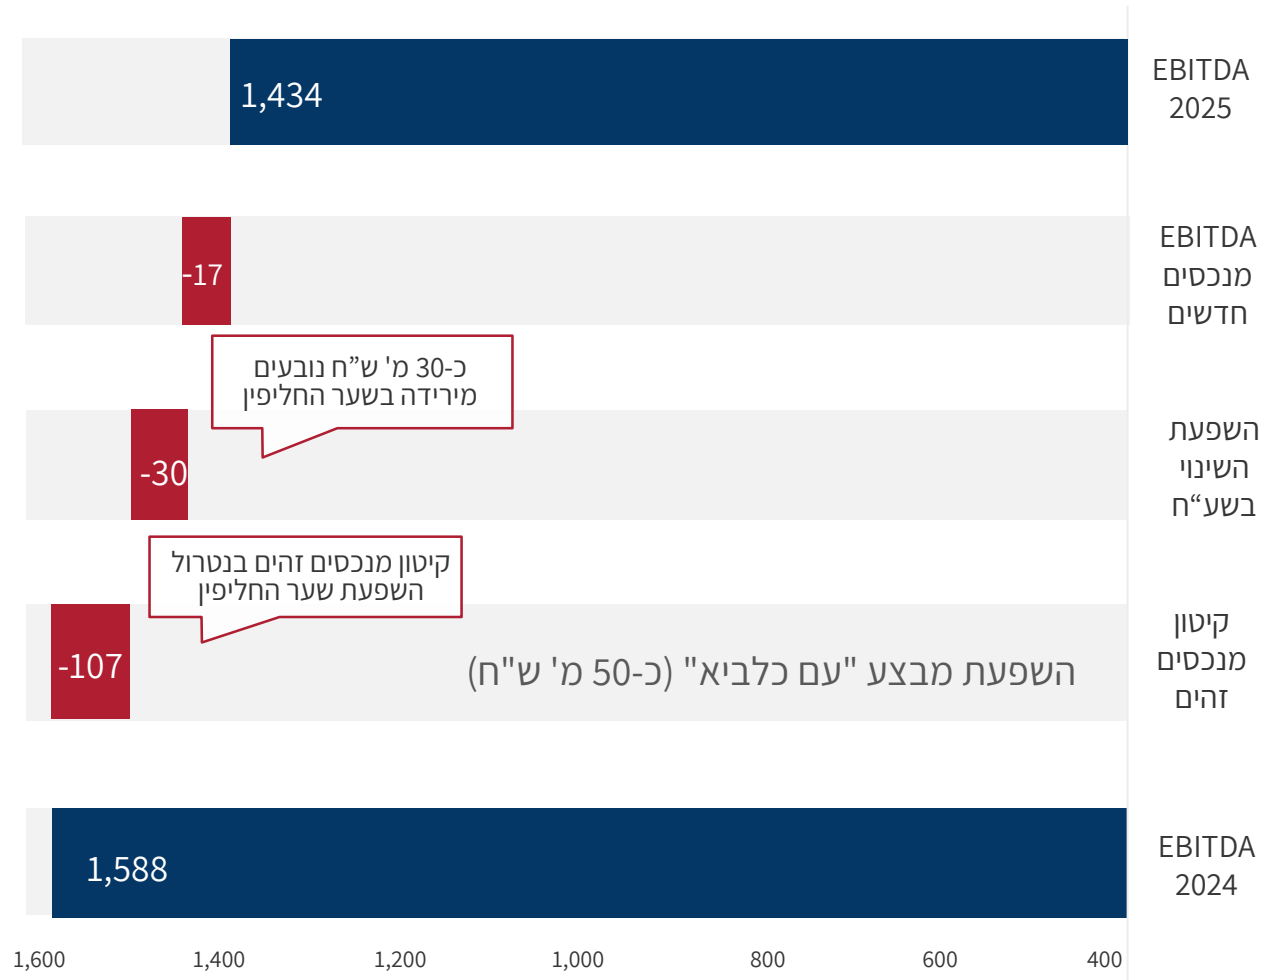 EBITDA
2025
1,434
EBITDA
מנכסים
חדשים
-17
כ-30 מ' ש”ח נובעים
מירידה בשער החליפין
השפעת
השינוי
בשע“ח
-30
קיטון מנכסים זהים בנטרול
השפעת שער החליפין
קיטון
מנכסים
זהים
השפעת מבצע "עם כלביא" (כ-50 מ' ש"ח)
-107
EBITDA
2024
1,588
1,600 1,400 1,200 1,000 800 600 400